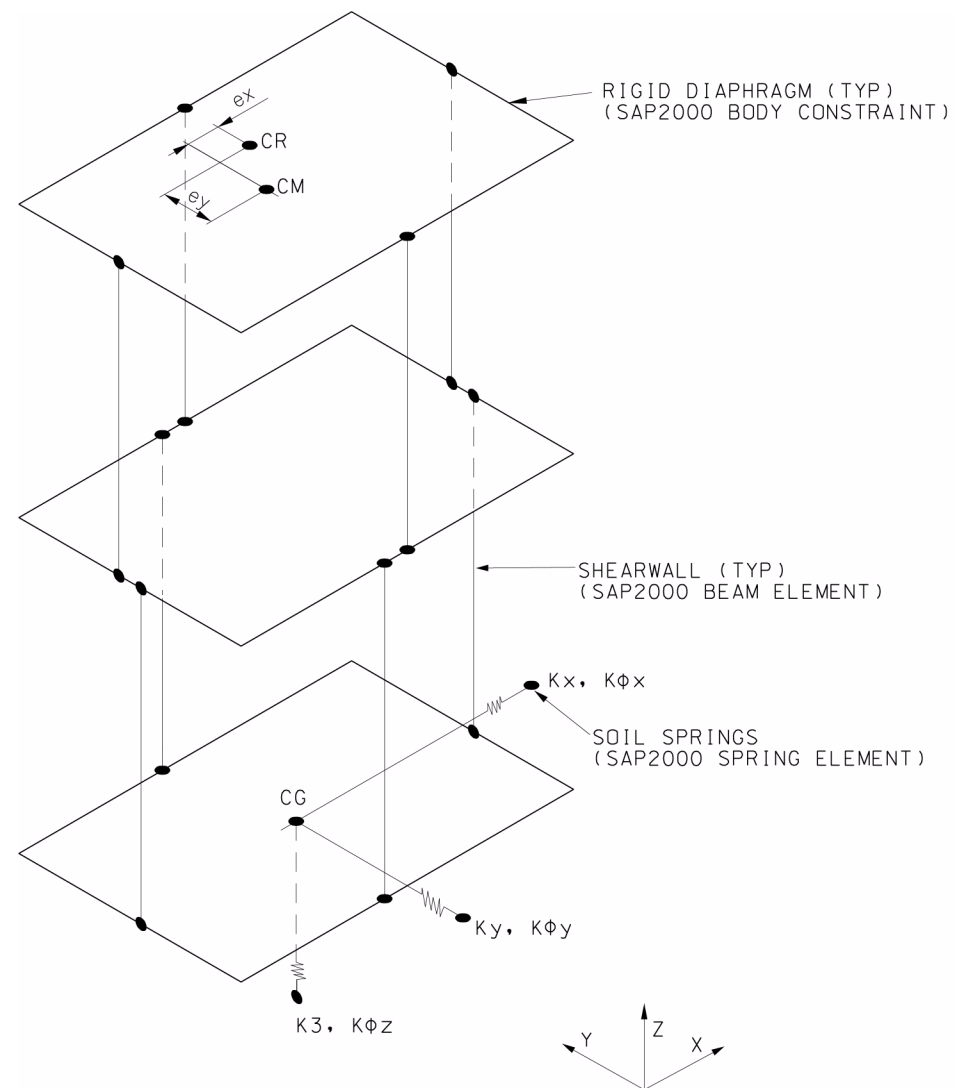 ex
RIGID DIAPHRAGM (TYP)
(SAP2000 BODY CONSTRAINT)
CR
CM
ey
SHEARWALL (TYP)
(SAP2000 BEAM ELEMENT)
Kx, KΦx
SOIL SPRINGS
(SAP2000 SPRING ELEMENT)
CG
Ky, KΦy
K3, KΦz
Y
Z
X